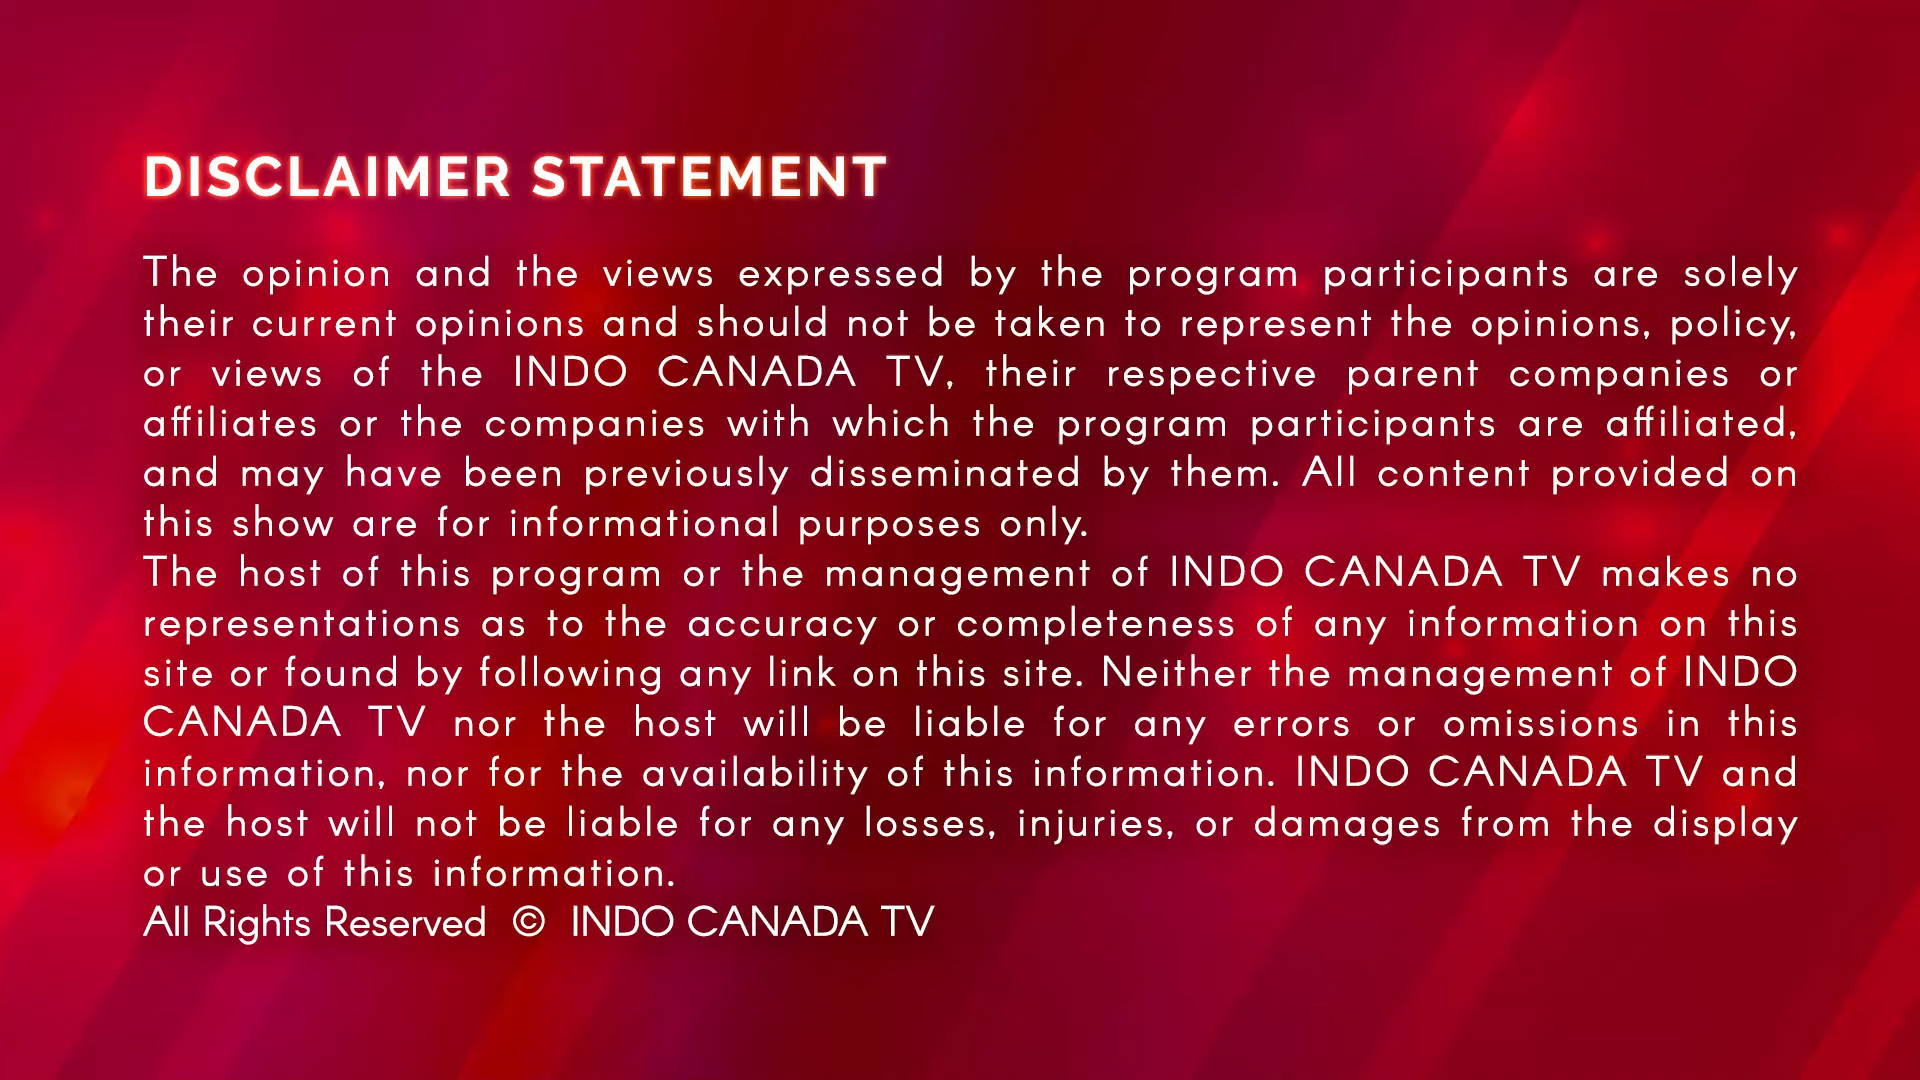 DISCLAIMER STATEMENT
The opinion and the views expressed by the program participants are solely
their current opinions and should not be taken to represent the opinions, policy,
or views of the INDO CANADA TV, their respective parent companies or
affiliates or the companies with which the program participants are affiliated,
and may have been previously disseminated by them. All content provided on
this show are for informational purposes only.
The host of this program or the management of INDO CANADA TV makes no
representations as to the accuracy or completeness of any information on this
site or found by following any link on this site. Neither the management of INDO
CANADA TV nor the host will be liable for any errors or omissions in this
information, nor for the availability of this information. INDO CANADA TV and
the host will not be liable for any losses, injuries, or damages from the display
or use of this information.
All Rights Reserved © INDO CANADA TV